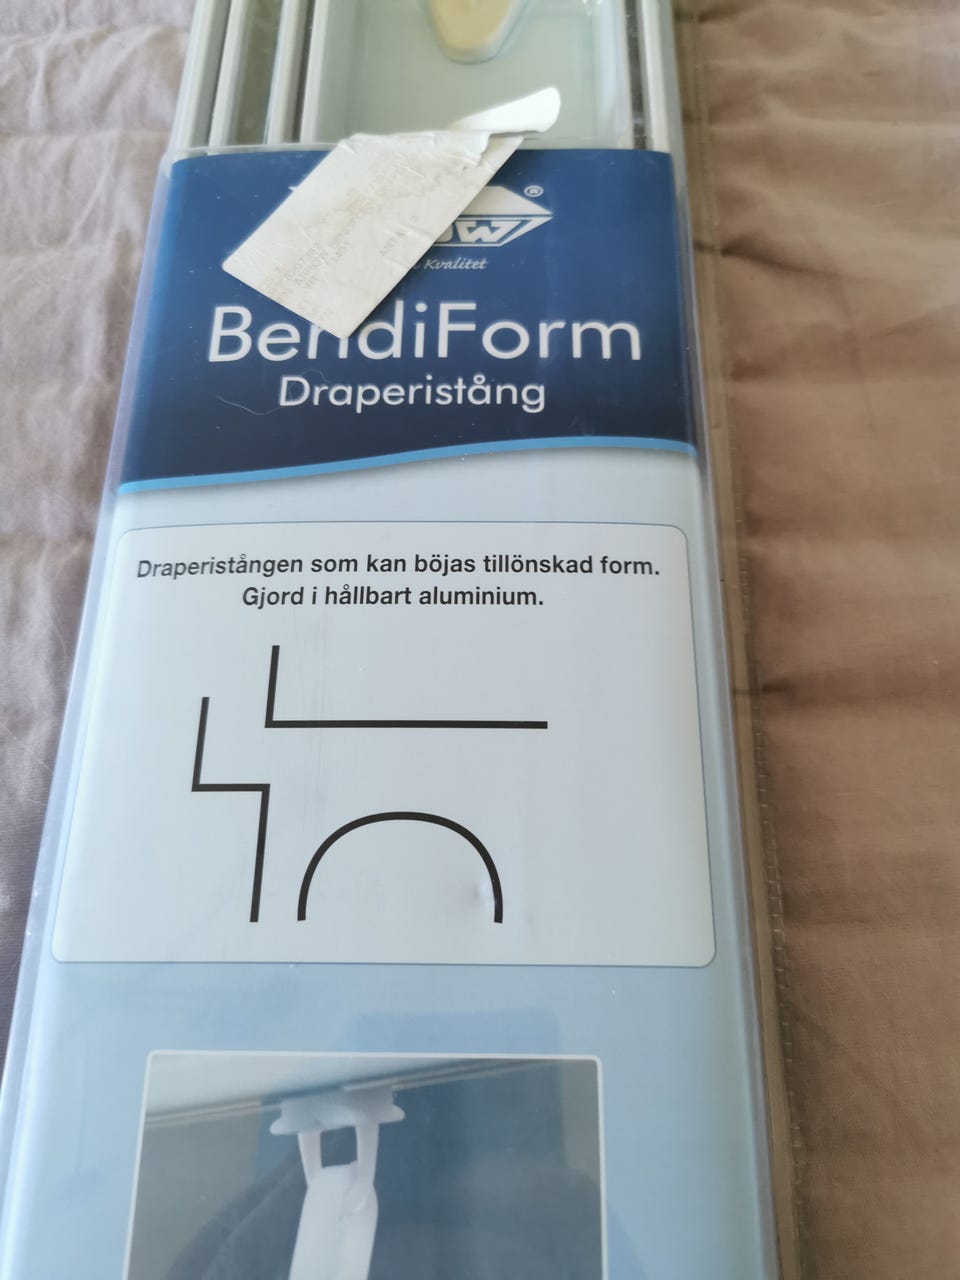 ®
Kvalitet
BendiForm
Draperistång
Draperistången som kan böjas tillönskad form.
Gjord i hållbart aluminium.